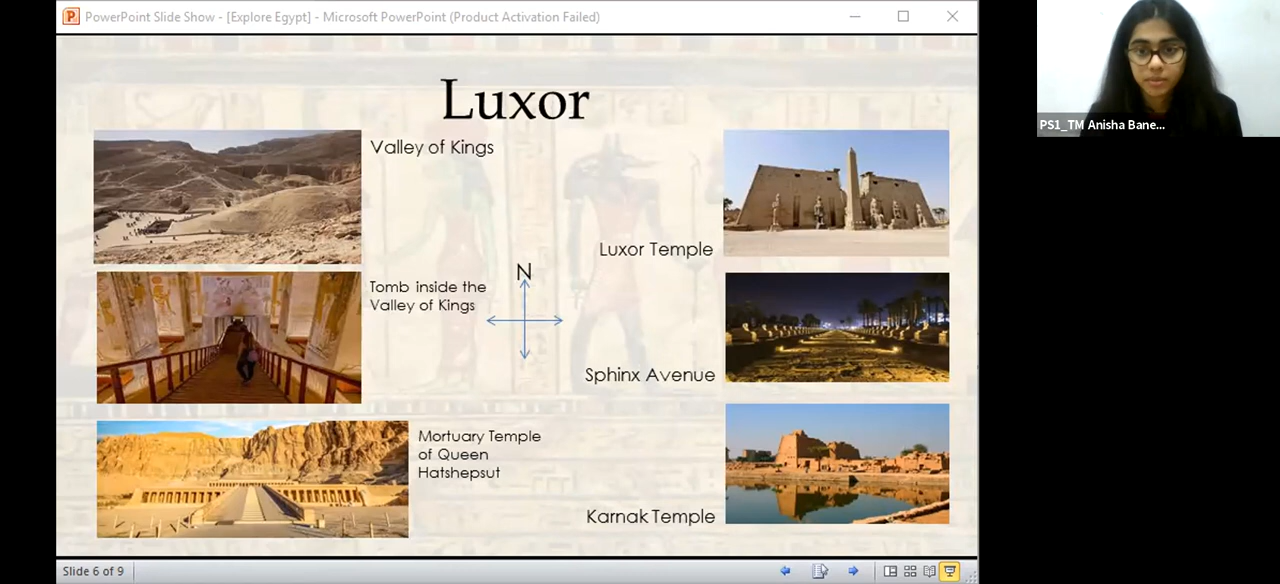 PowerPoint Slide Show - [Explore Egypt] - Microsoft PowerPoint (Product Activation Failed)
Luxor
Valley of Kings
Luxor Temple
N
Tomb inside the
Valley of Kings
Sphinx Avenue
Mortuary Temple
of Queen
Hatshepsut
Karnak Temple
Slide 6 of 9
PS1_TM Anisha Bane...